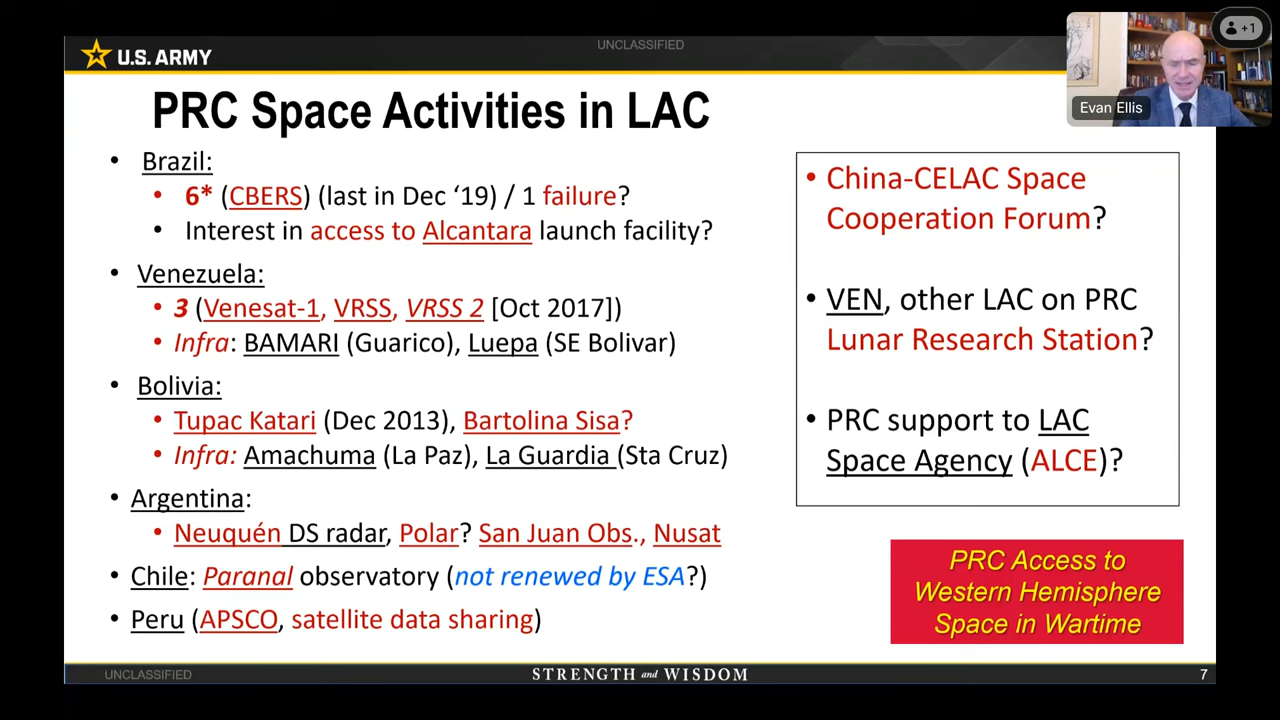 UNCLASSIFIED
U.S. ARMY
+1
Evan Ellis
PRC Space Activities in LAC
• Brazil:
• 6* (CBERS) (last in Dec ‘19) / 1 failure?
• Interest in access to Alcantara launch facility?
• Venezuela:
• 3 (Venesat-1, VRSS, VRSS 2 [Oct 2017])
• Infra: BAMARI (Guarico), Luepa (SE Bolivar)
• Bolivia:
• Tupac Katari (Dec 2013), Bartolina Sisa?
• Infra: Amachuma (La Paz), La Guardia (Sta Cruz)
• Argentina:
• Neuquén DS radar, Polar? San Juan Obs., Nusat
• Chile: Paranal observatory (not renewed by ESA?)
• Peru (APSCO, satellite data sharing)
• China-CELAC Space
Cooperation Forum?
• VEN, other LAC on PRC
Lunar Research Station?
• PRC support to LAC
Space Agency (ALCE)?
PRC Access to
Western Hemisphere
Space in Wartime
UNCLASSIFIED
STRENGTH and WISDOM
7